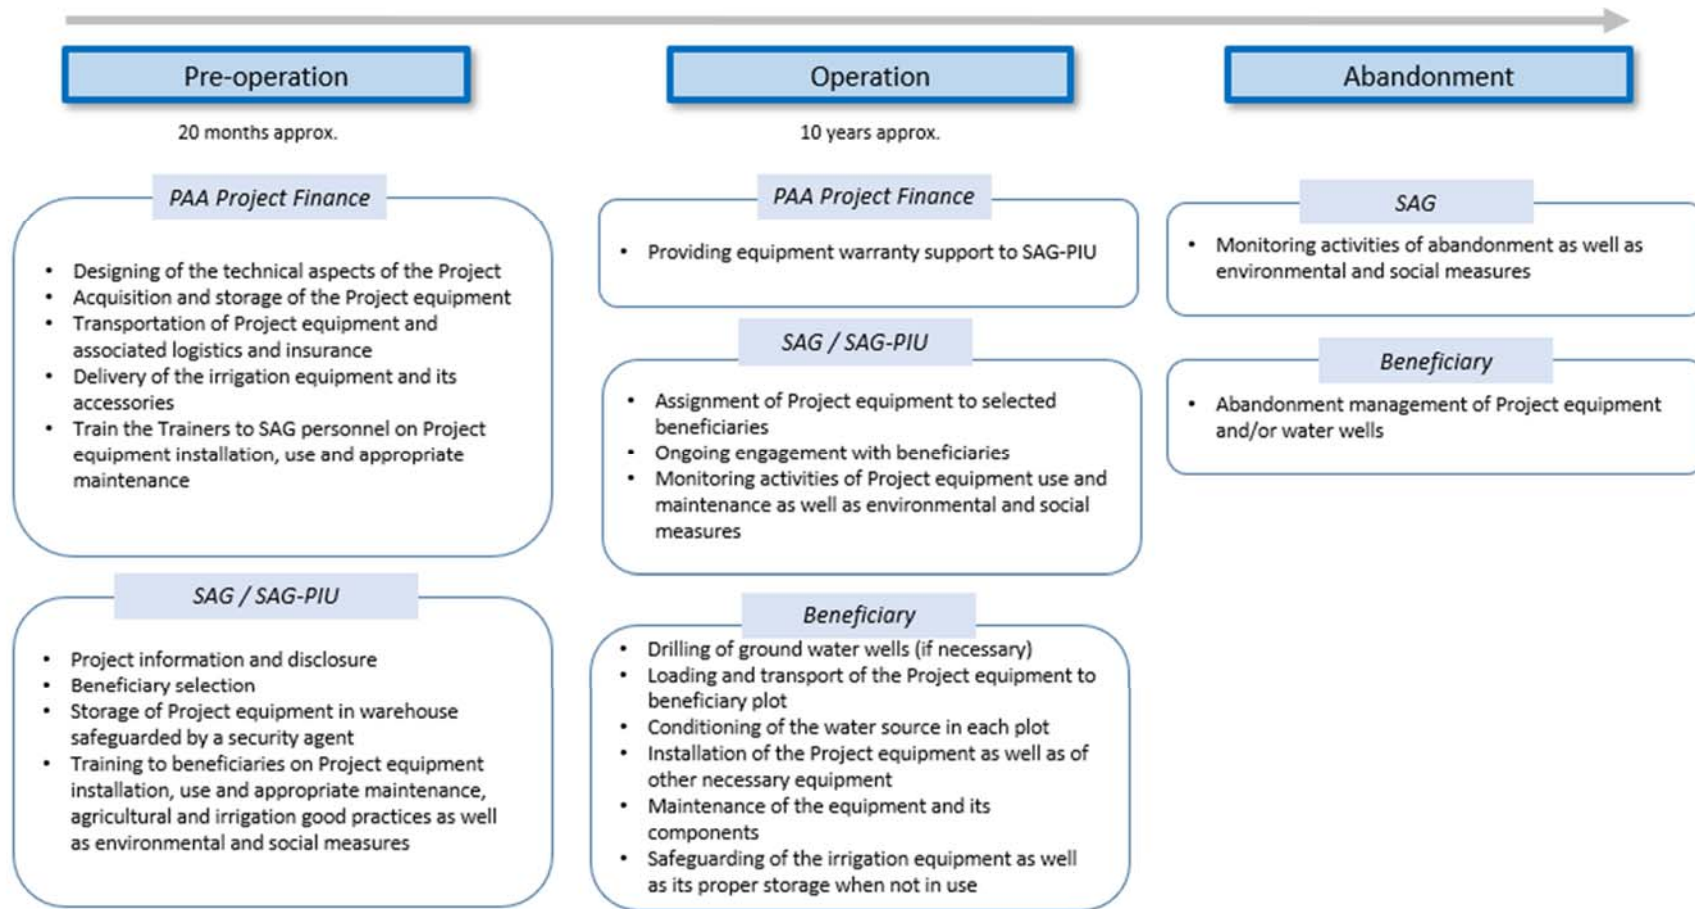 Pre-operation
20 months approx.
PAA Project Finance
• Designing of the technical aspects of the Project
• Acquisition and storage of the Project equipment
• Transportation of Project equipment and
associated logistics and insurance
• Delivery of the irrigation equipment and its
accessories
• Train the Trainers to SAG personnel on Project
equipment installation, use and appropriate
maintenance
SAG / SAG-PIU
• Project information and disclosure
• Beneficiary selection
• Storage of Project equipment in warehouse
safeguarded by a security agent
• Training to beneficiaries on Project equipment
installation, use and appropriate maintenance,
agricultural and irrigation good practices as well
as environmental and social measures
Operation
10 years approx.
PAA Project Finance
• Providing equipment warranty support to SAG-PIU
SAG / SAG-PIU
• Assignment of Project equipment to selected
beneficiaries
• Ongoing engagement with beneficiaries
• Monitoring activities of Project equipment use and
maintenance as well as environmental and social
measures
Beneficiary
• Drilling of ground water wells (if necessary)
• Loading and transport of the Project equipment to
beneficiary plot
• Conditioning of the water source in each plot
• Installation of the Project equipment as well as of
other necessary equipment
• Maintenance of the equipment and its
components
• Safeguarding of the irrigation equipment as well
as its proper storage when not in use
Abandonment
SAG
• Monitoring activities of abandonment as well as
environmental and social measures
Beneficiary
• Abandonment management of Project equipment
and/or water wells